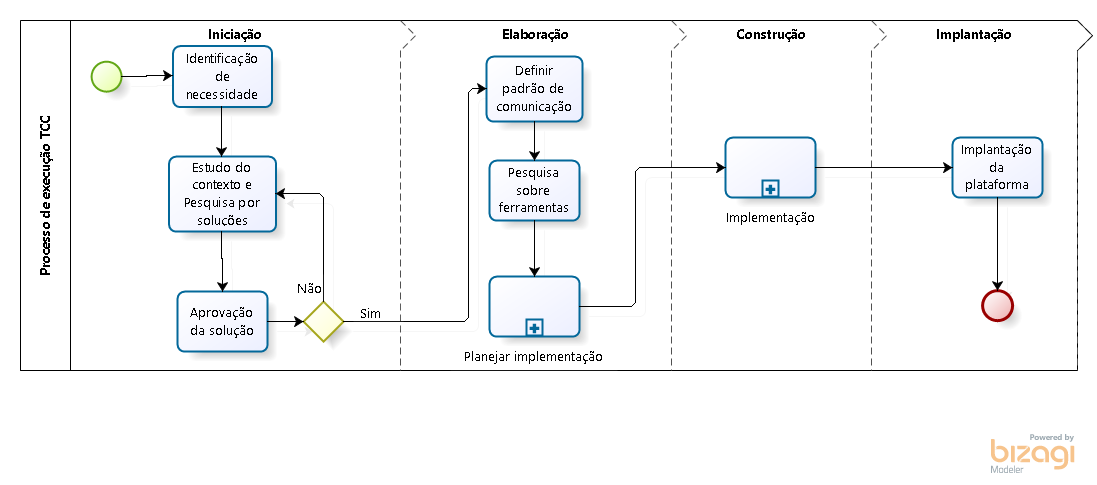 Processo de execução TCC
Iniciação
Elaboração
Construção
Implantação
Identificação
de
necessidade
Estudo do
contexto e
Pesquisa por
soluções
Aprovação
da solução
Não
Sim
Definir
padrão de
comunicação
Pesquisa
sobre
ferramentas
Planejar implementação
Implementação
Implantação
da
plataforma
Powered by
bizagi
Modeler